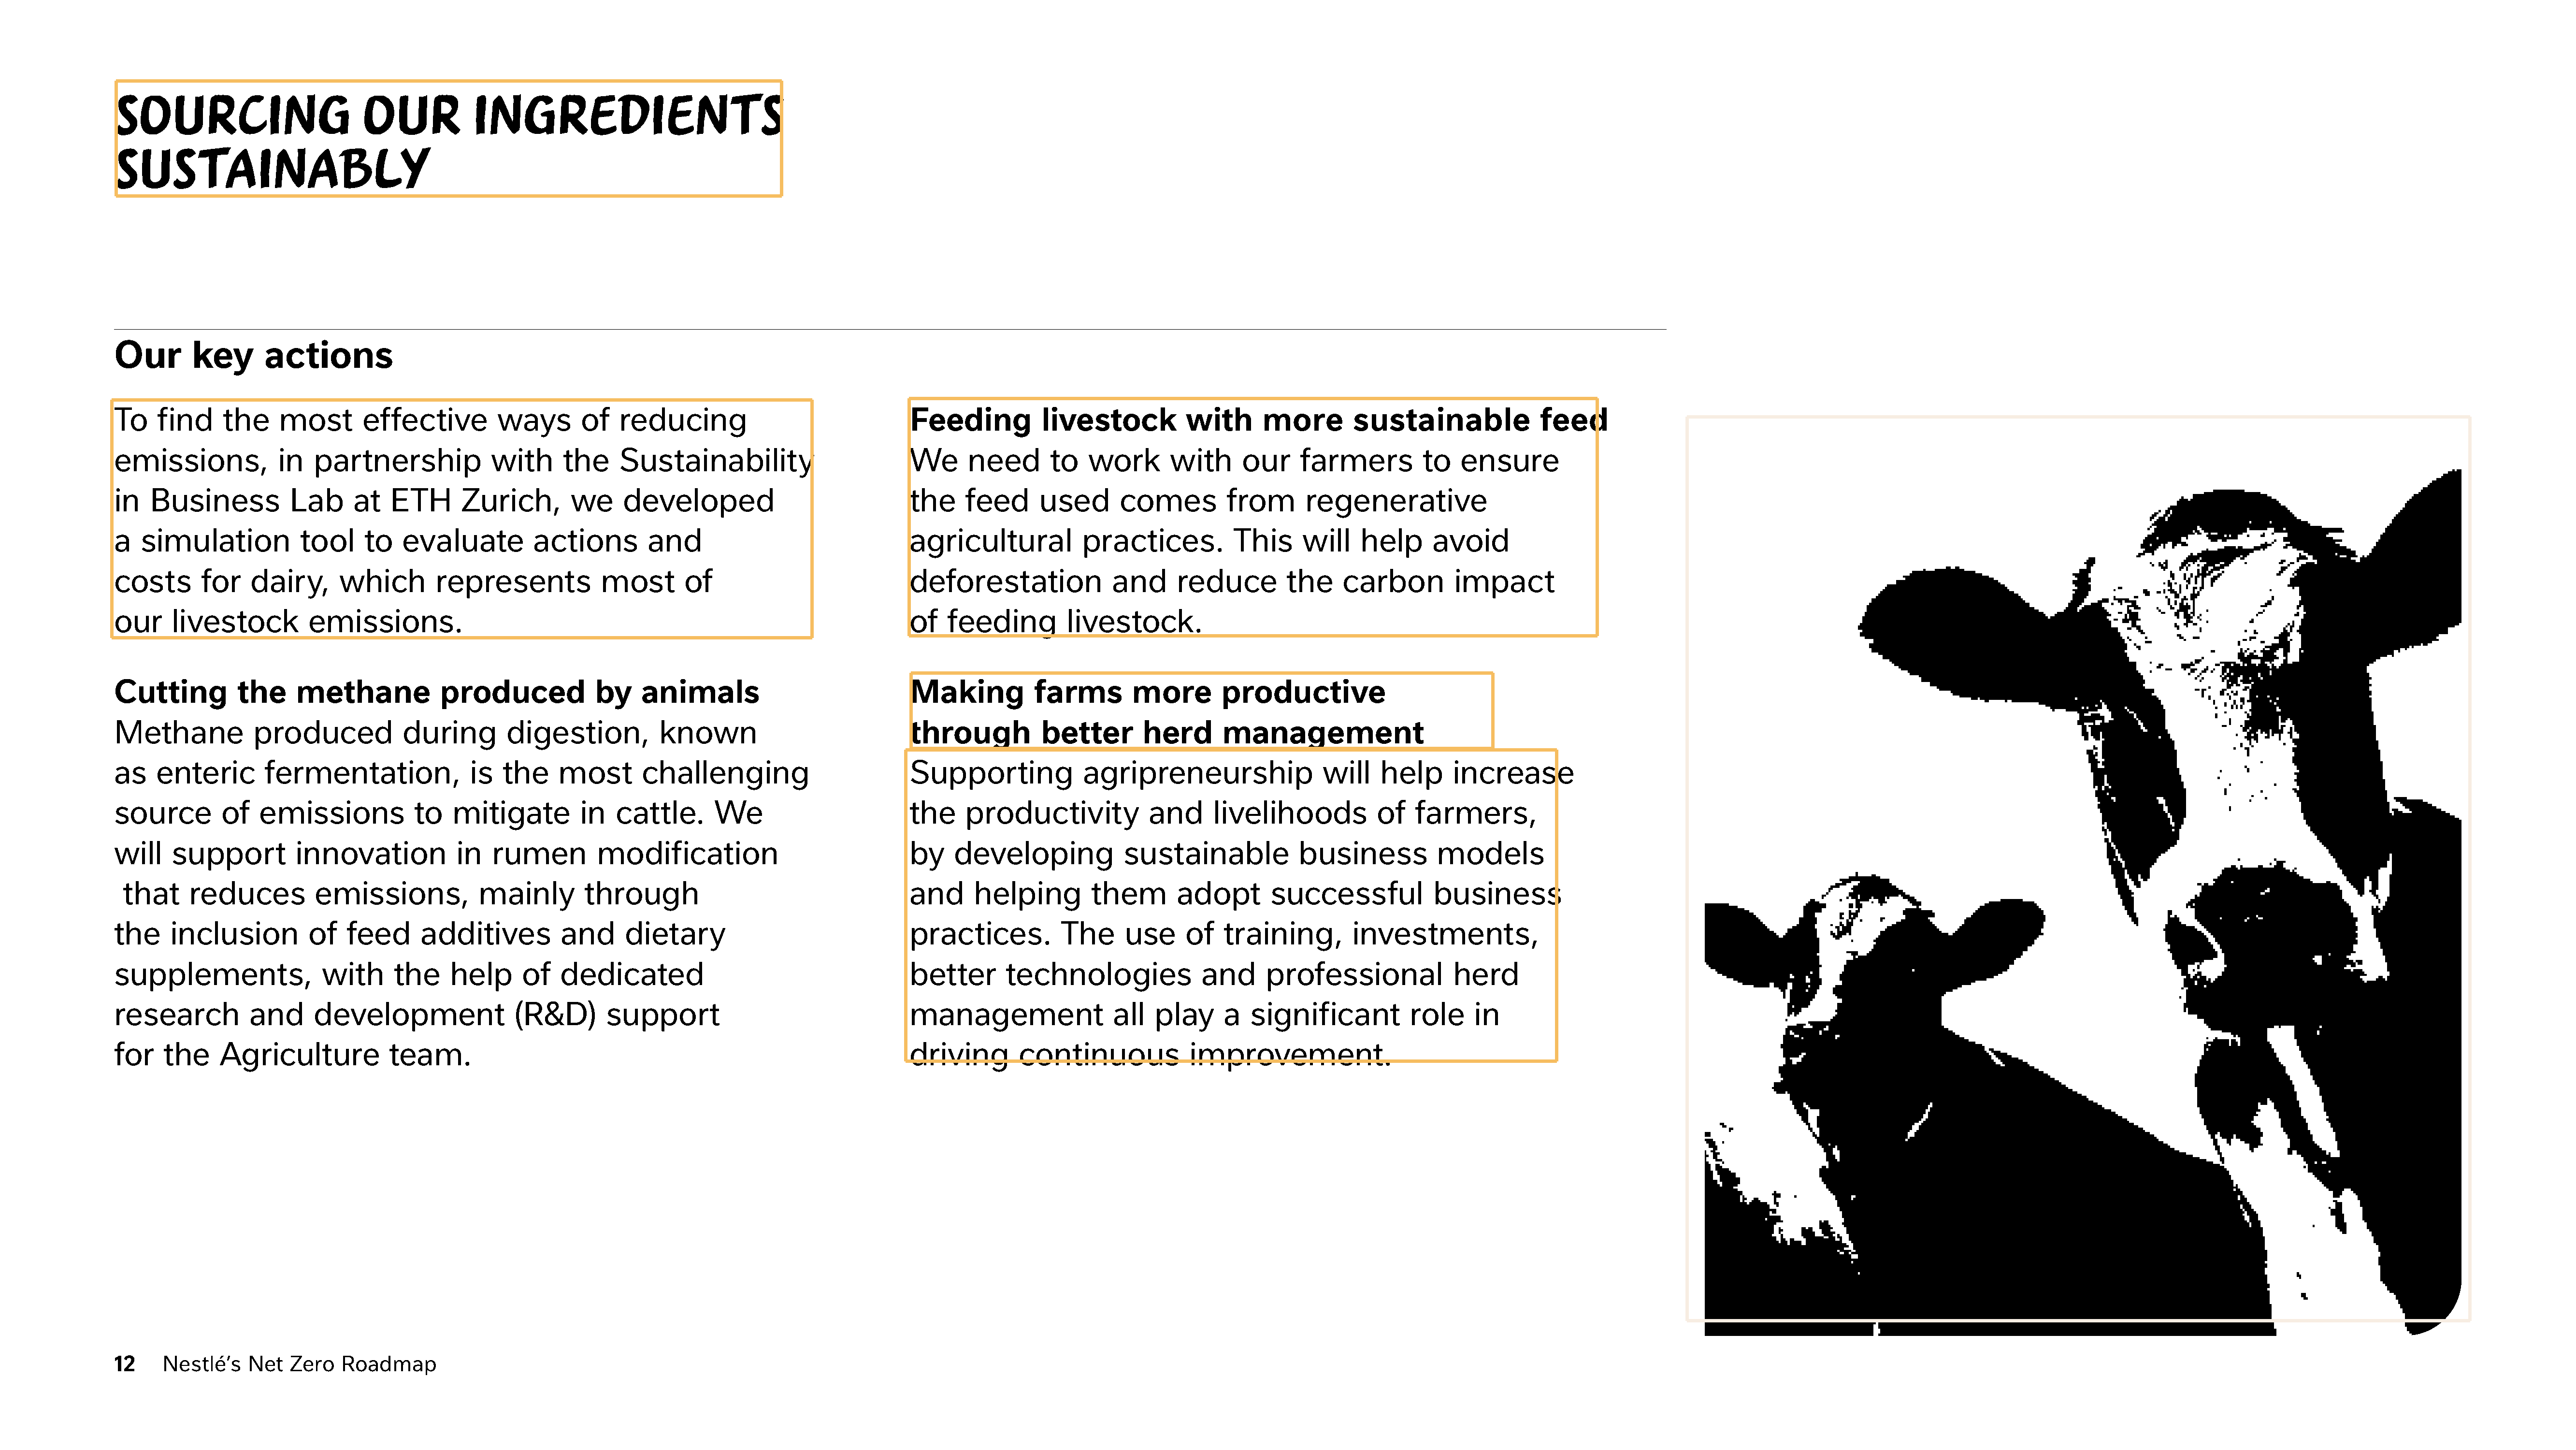 SOURCING OUR INGREDIENTS
SUSTAINABLY
Our key actions
To find the most effective ways of reducing
emissions, in partnership with the Sustainability
in Business Lab at ETH Zurich, we developed
a simulation tool to evaluate actions and
costs for dairy, which represents most of
our livestock emissions.
Cutting the methane produced by animals
Methane produced during digestion, known
as enteric fermentation, is the most challenging
source of emissions to mitigate in cattle. We
will support innovation in rumen modification
that reduces emissions, mainly through
the inclusion of feed additives and dietary
supplements, with the help of dedicated
research and development (R&D) support
for the Agriculture team.
Feeding livestock with more sustainable feed
We need to work with our farmers to ensure
the feed used comes from regenerative
agricultural practices. This will help avoid
deforestation and reduce the carbon impact
of feeding livestock.
Making farms more productive
through better herd management
Supporting agripreneurship will help increase
the productivity and livelihoods of farmers,
by developing sustainable business models
and helping them adopt successful business
practices. The use of training, investments,
better technologies and professional herd
management all play a significant role in
driving continuous improvement.
12 Nestlé’s Net Zero Roadmap